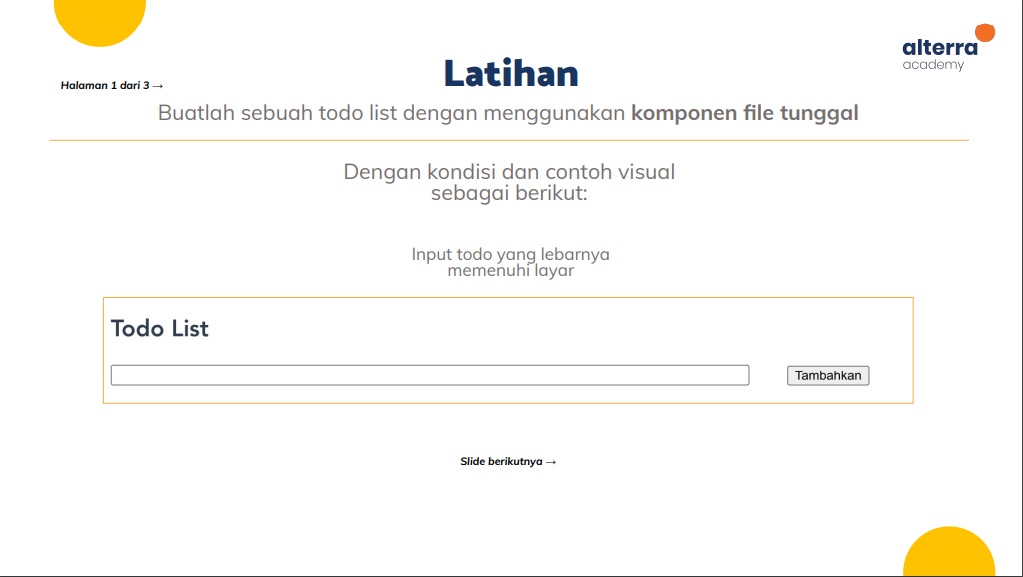 alterra
academy
Latihan
Halaman 1 dari 3 →
Buatlah sebuah todo list dengan menggunakan komponen file tunggal
Dengan kondisi dan contoh visual
sebagai berikut:
Input todo yang lebarnya
memenuhi layar
Todo List
Tambahkan
Slide berikutnya →